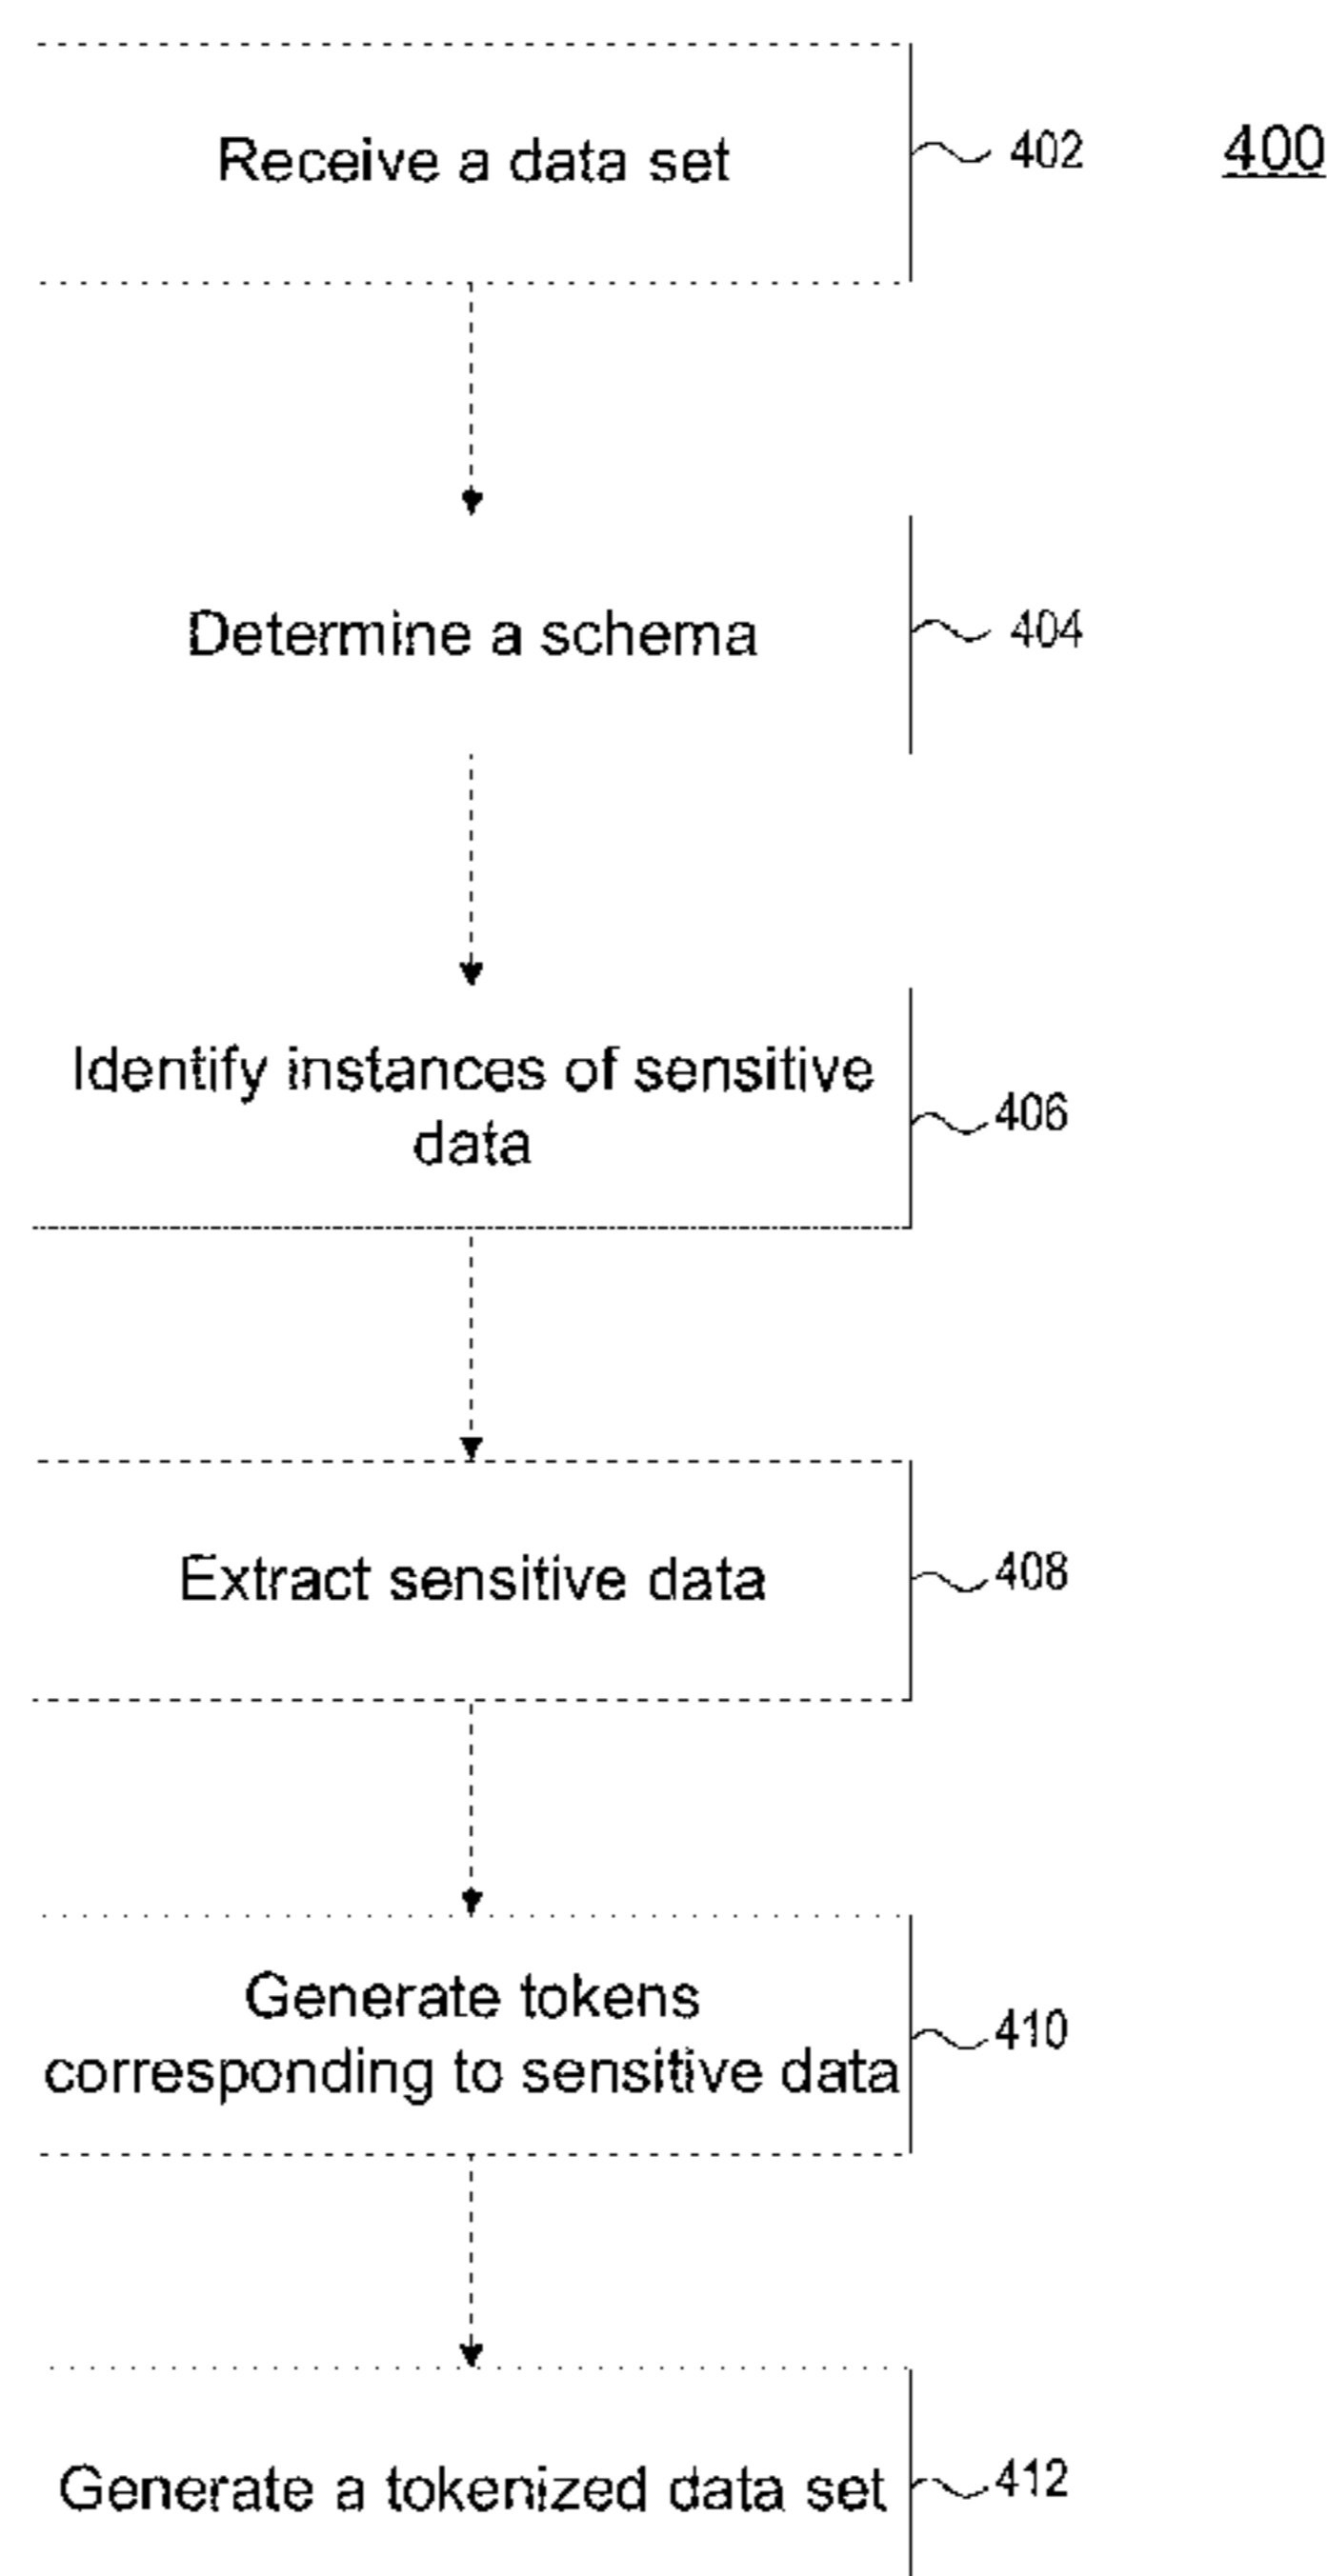 Receive a data set
402
400
Determine a schema
404
Identify instances of sensitive
data
406
Extract sensitive data
408
Generate tokens
corresponding to sensitive data
410
Generate a tokenized data set
412